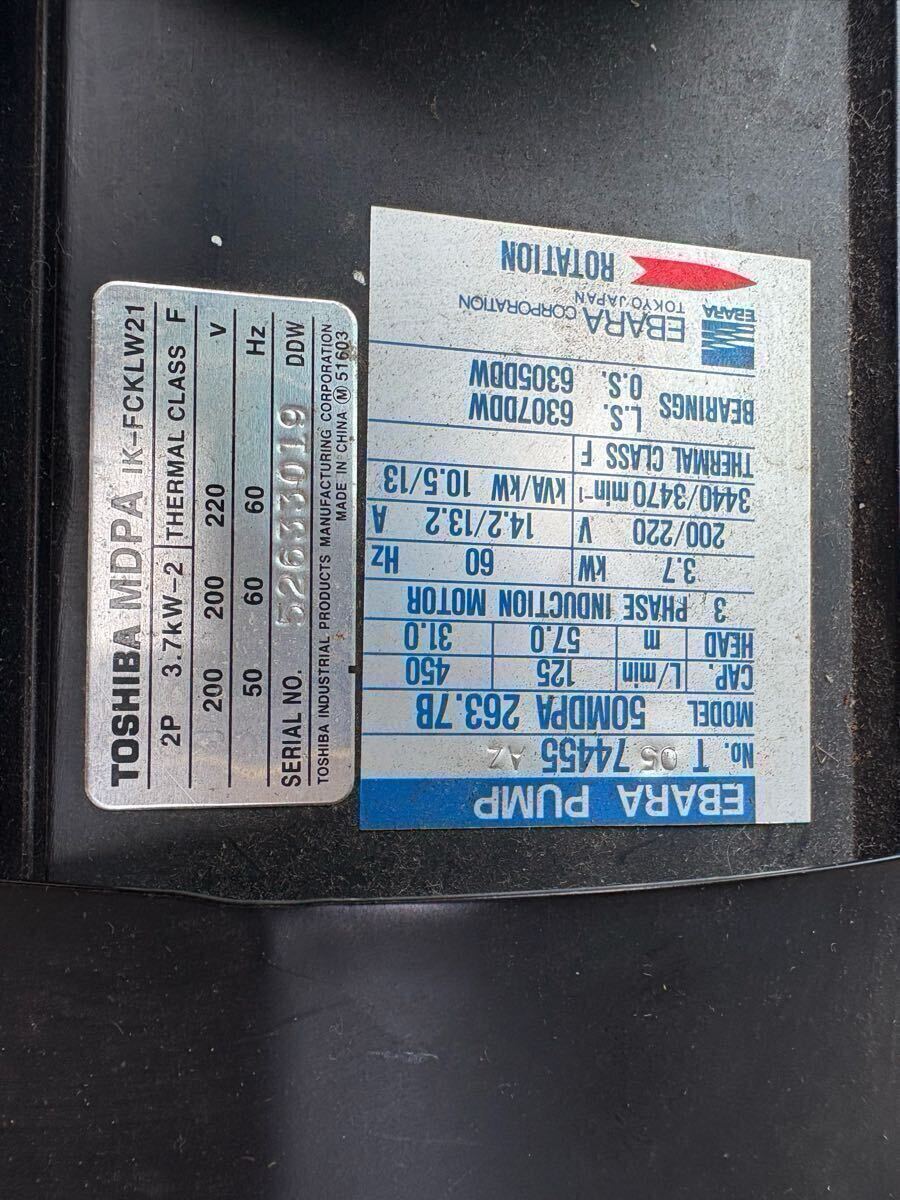 TOSHIBA MDPA IK-FCKLW21
2P 3.7kW-2 THERMAL CLASS F
200 200 220 V
50 60 60 Hz
SERIAL NO. 52633019 DDW
TOSHIBA INDUSTRIAL PRODUCTS MANUFACTURING CORPORATION
MADE IN CHINA Ⓜ 51603
EBARA PUMP
No. T 05 74455 AZ
MODEL 50MDPA 263.7B
CAP. L/min 125 450
HEAD m 57.0 31.0
3 PHASE INDUCTION MOTOR
3.7 kW 60 Hz
200/220 V 14.2/13.2 A
3440/3470 min⁻¹ KVA/kW 10.5/13
THERMAL CLASS F
BEARINGS L.S. 6307DDW
O.S. 6305DDW
EBARA EBARA CORPORATION
TOKYO JAPAN
ROTATION